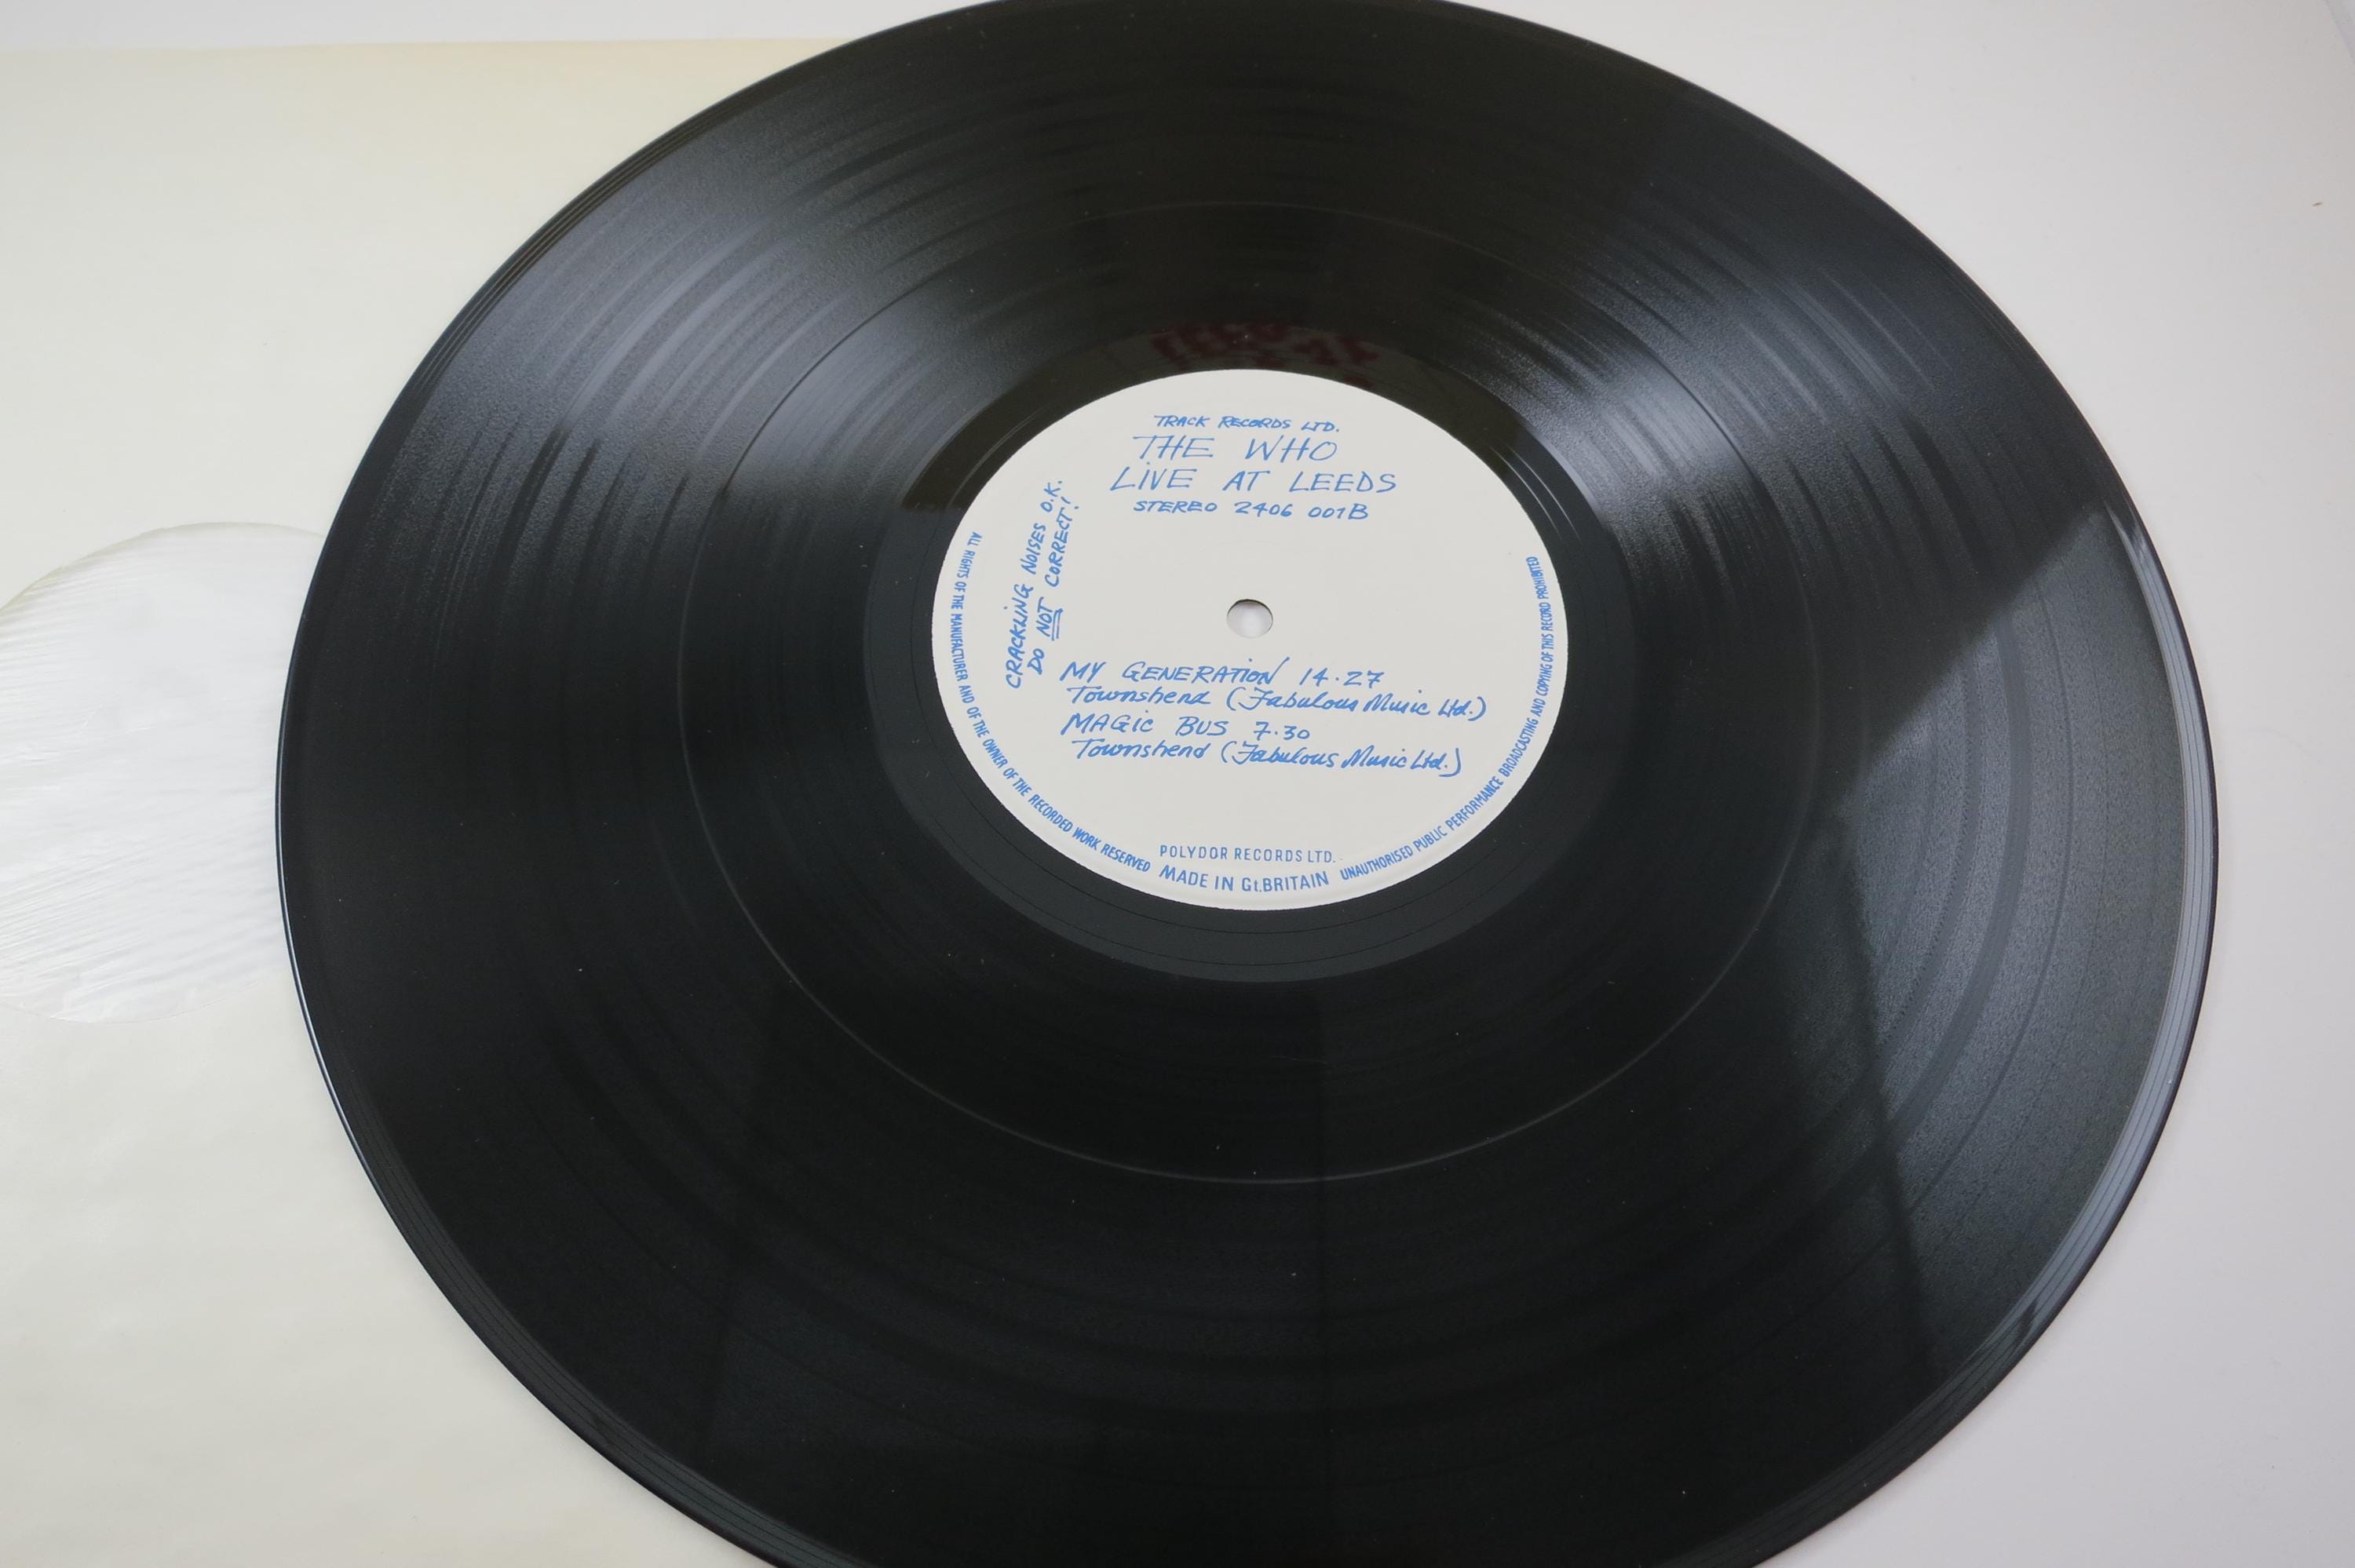 TRACK RECORDS LTD.
THE WHO
LIVE AT LEEDS
STEREO 2406 001B
CRACKLING NOISES O.K.
DO NOT CORRECT!
MY GENERATION 14.27
Townshend (Fabulous Music Ltd.)
MAGIC BUS 7.30
Townshend (Fabulous Music Ltd.)
POLYDOR RECORDS LTD.
MADE IN Gt.BRITAIN
ALL RIGHTS OF THE MANUFACTURER AND OF THE OWNER OF THE RECORDED WORK RESERVED
UNAUTHORISED PUBLIC PERFORMANCE BROADCASTING AND COPYING OF THIS RECORD PROHIBITED